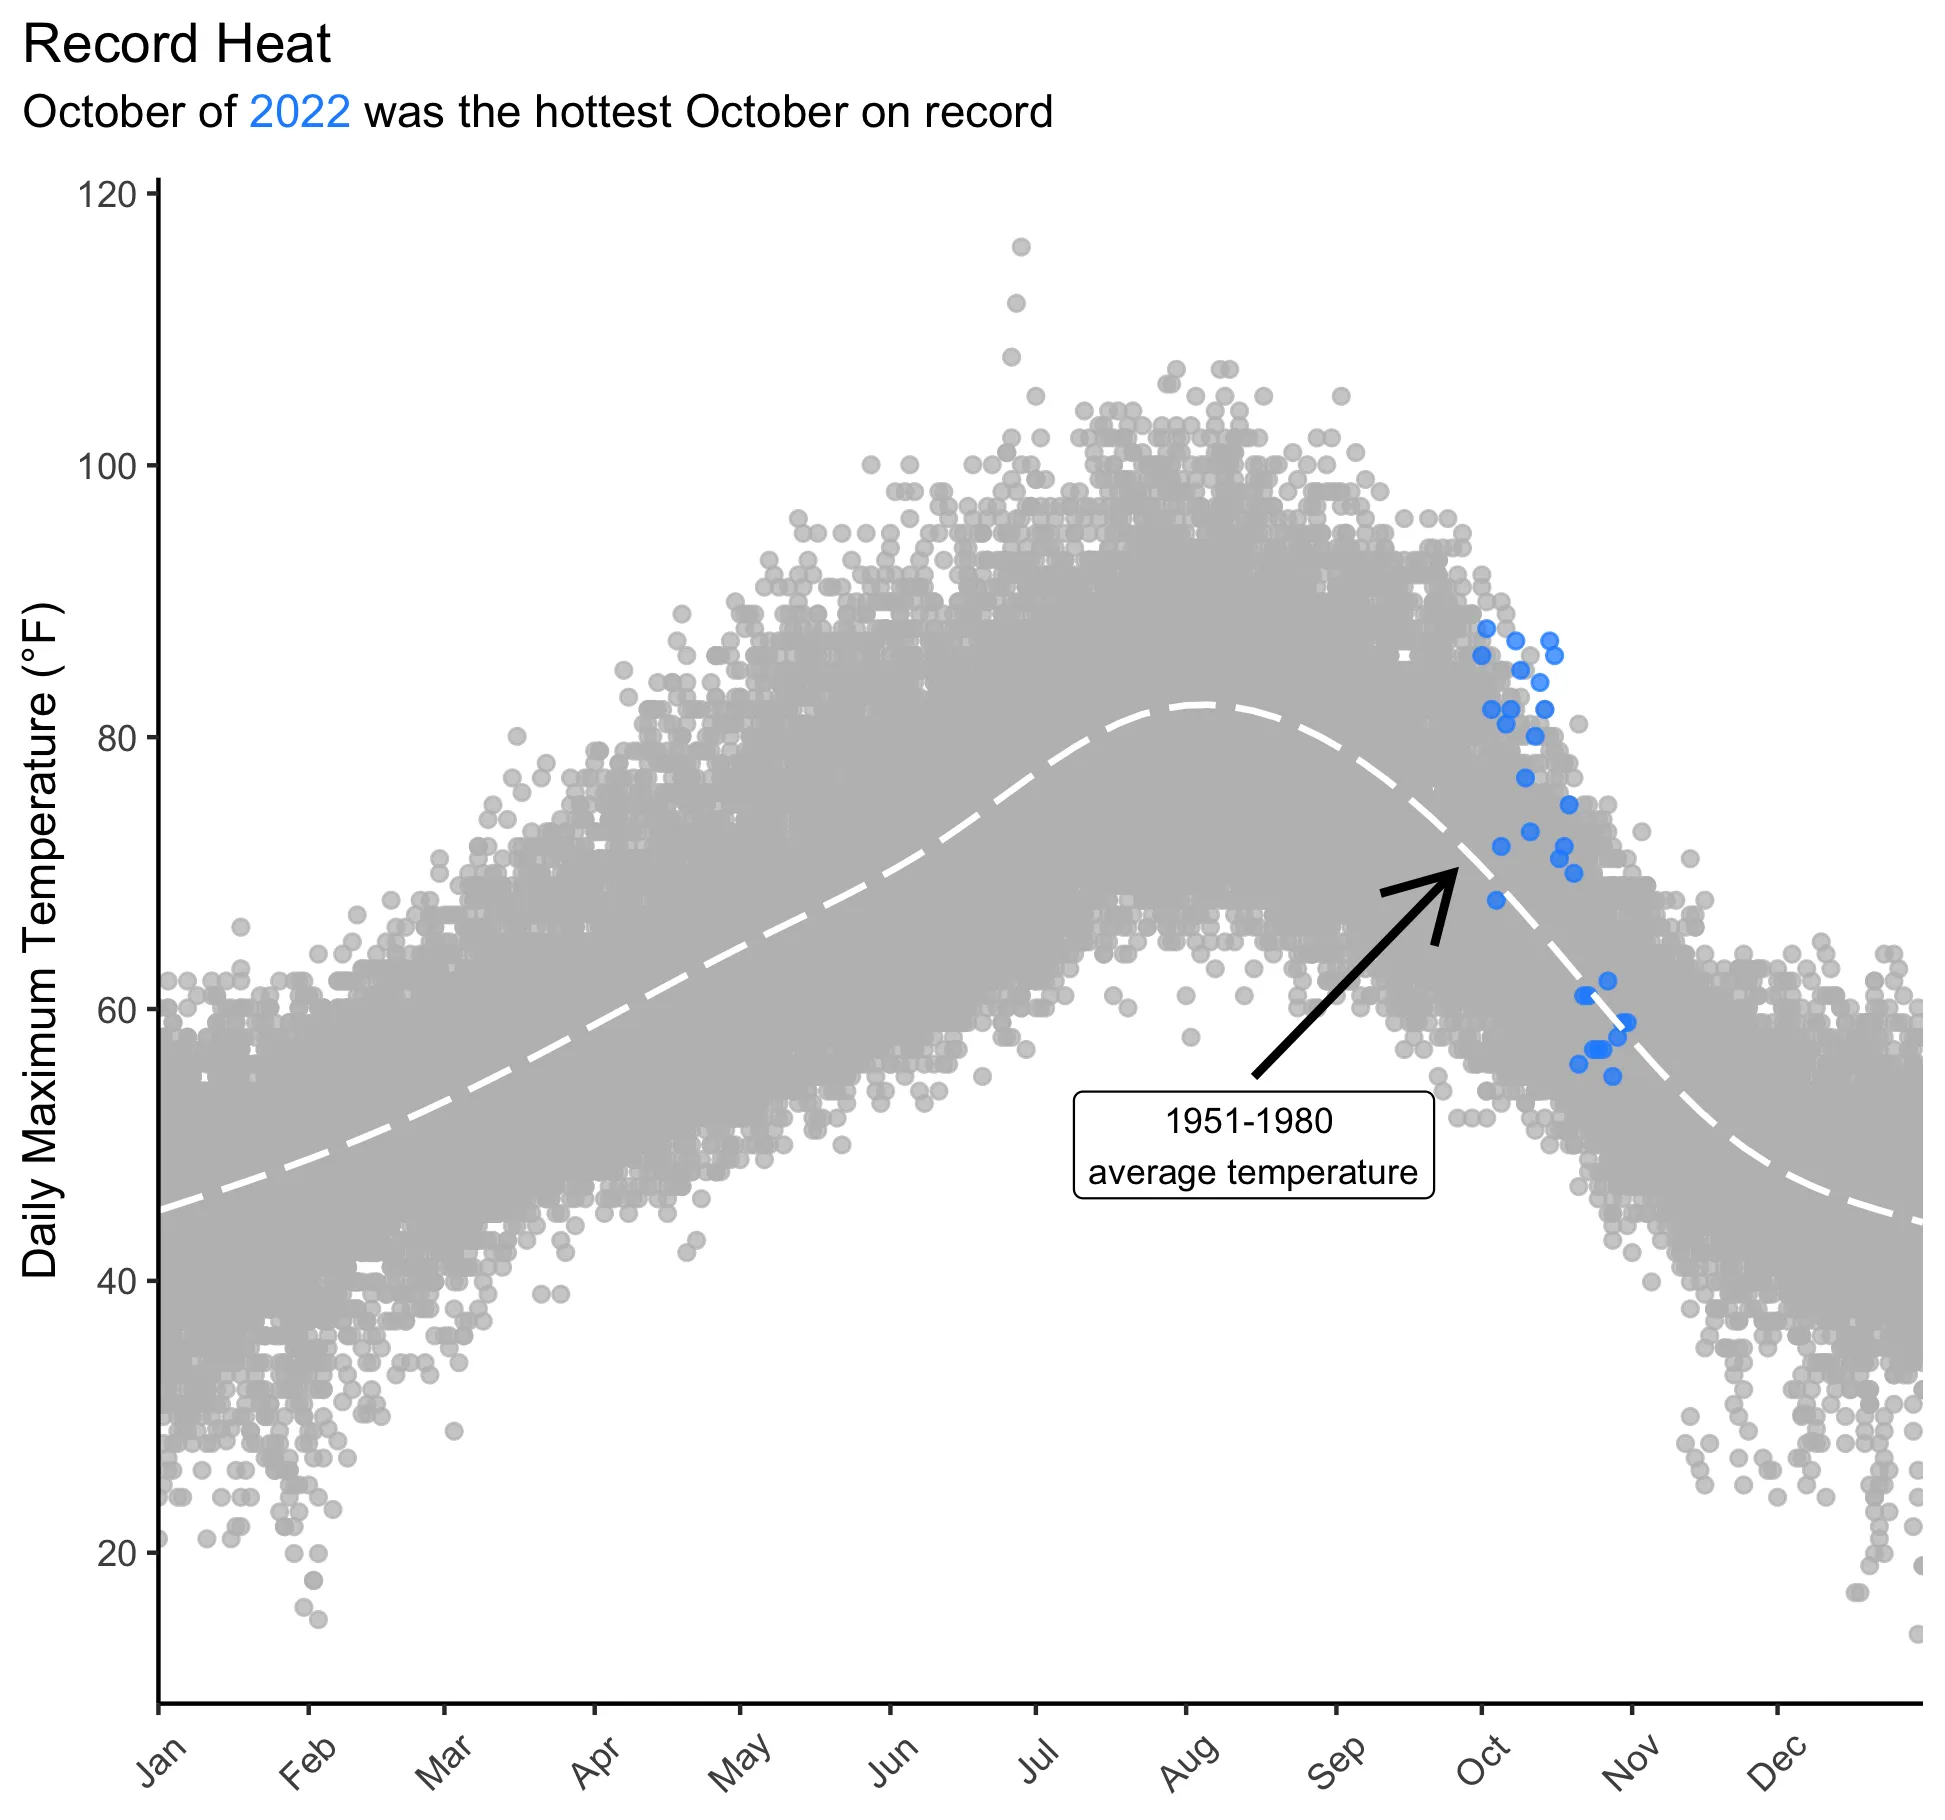 Record Heat
October of 2022 was the hottest October on record
120
100
80
60
40
20
Daily Maximum Temperature (°F)
1951-1980
average temperature
Jan
Feb
Mar
Apr
May
Jun
Jul
Aug
Sep
Oct
Nov
Dec